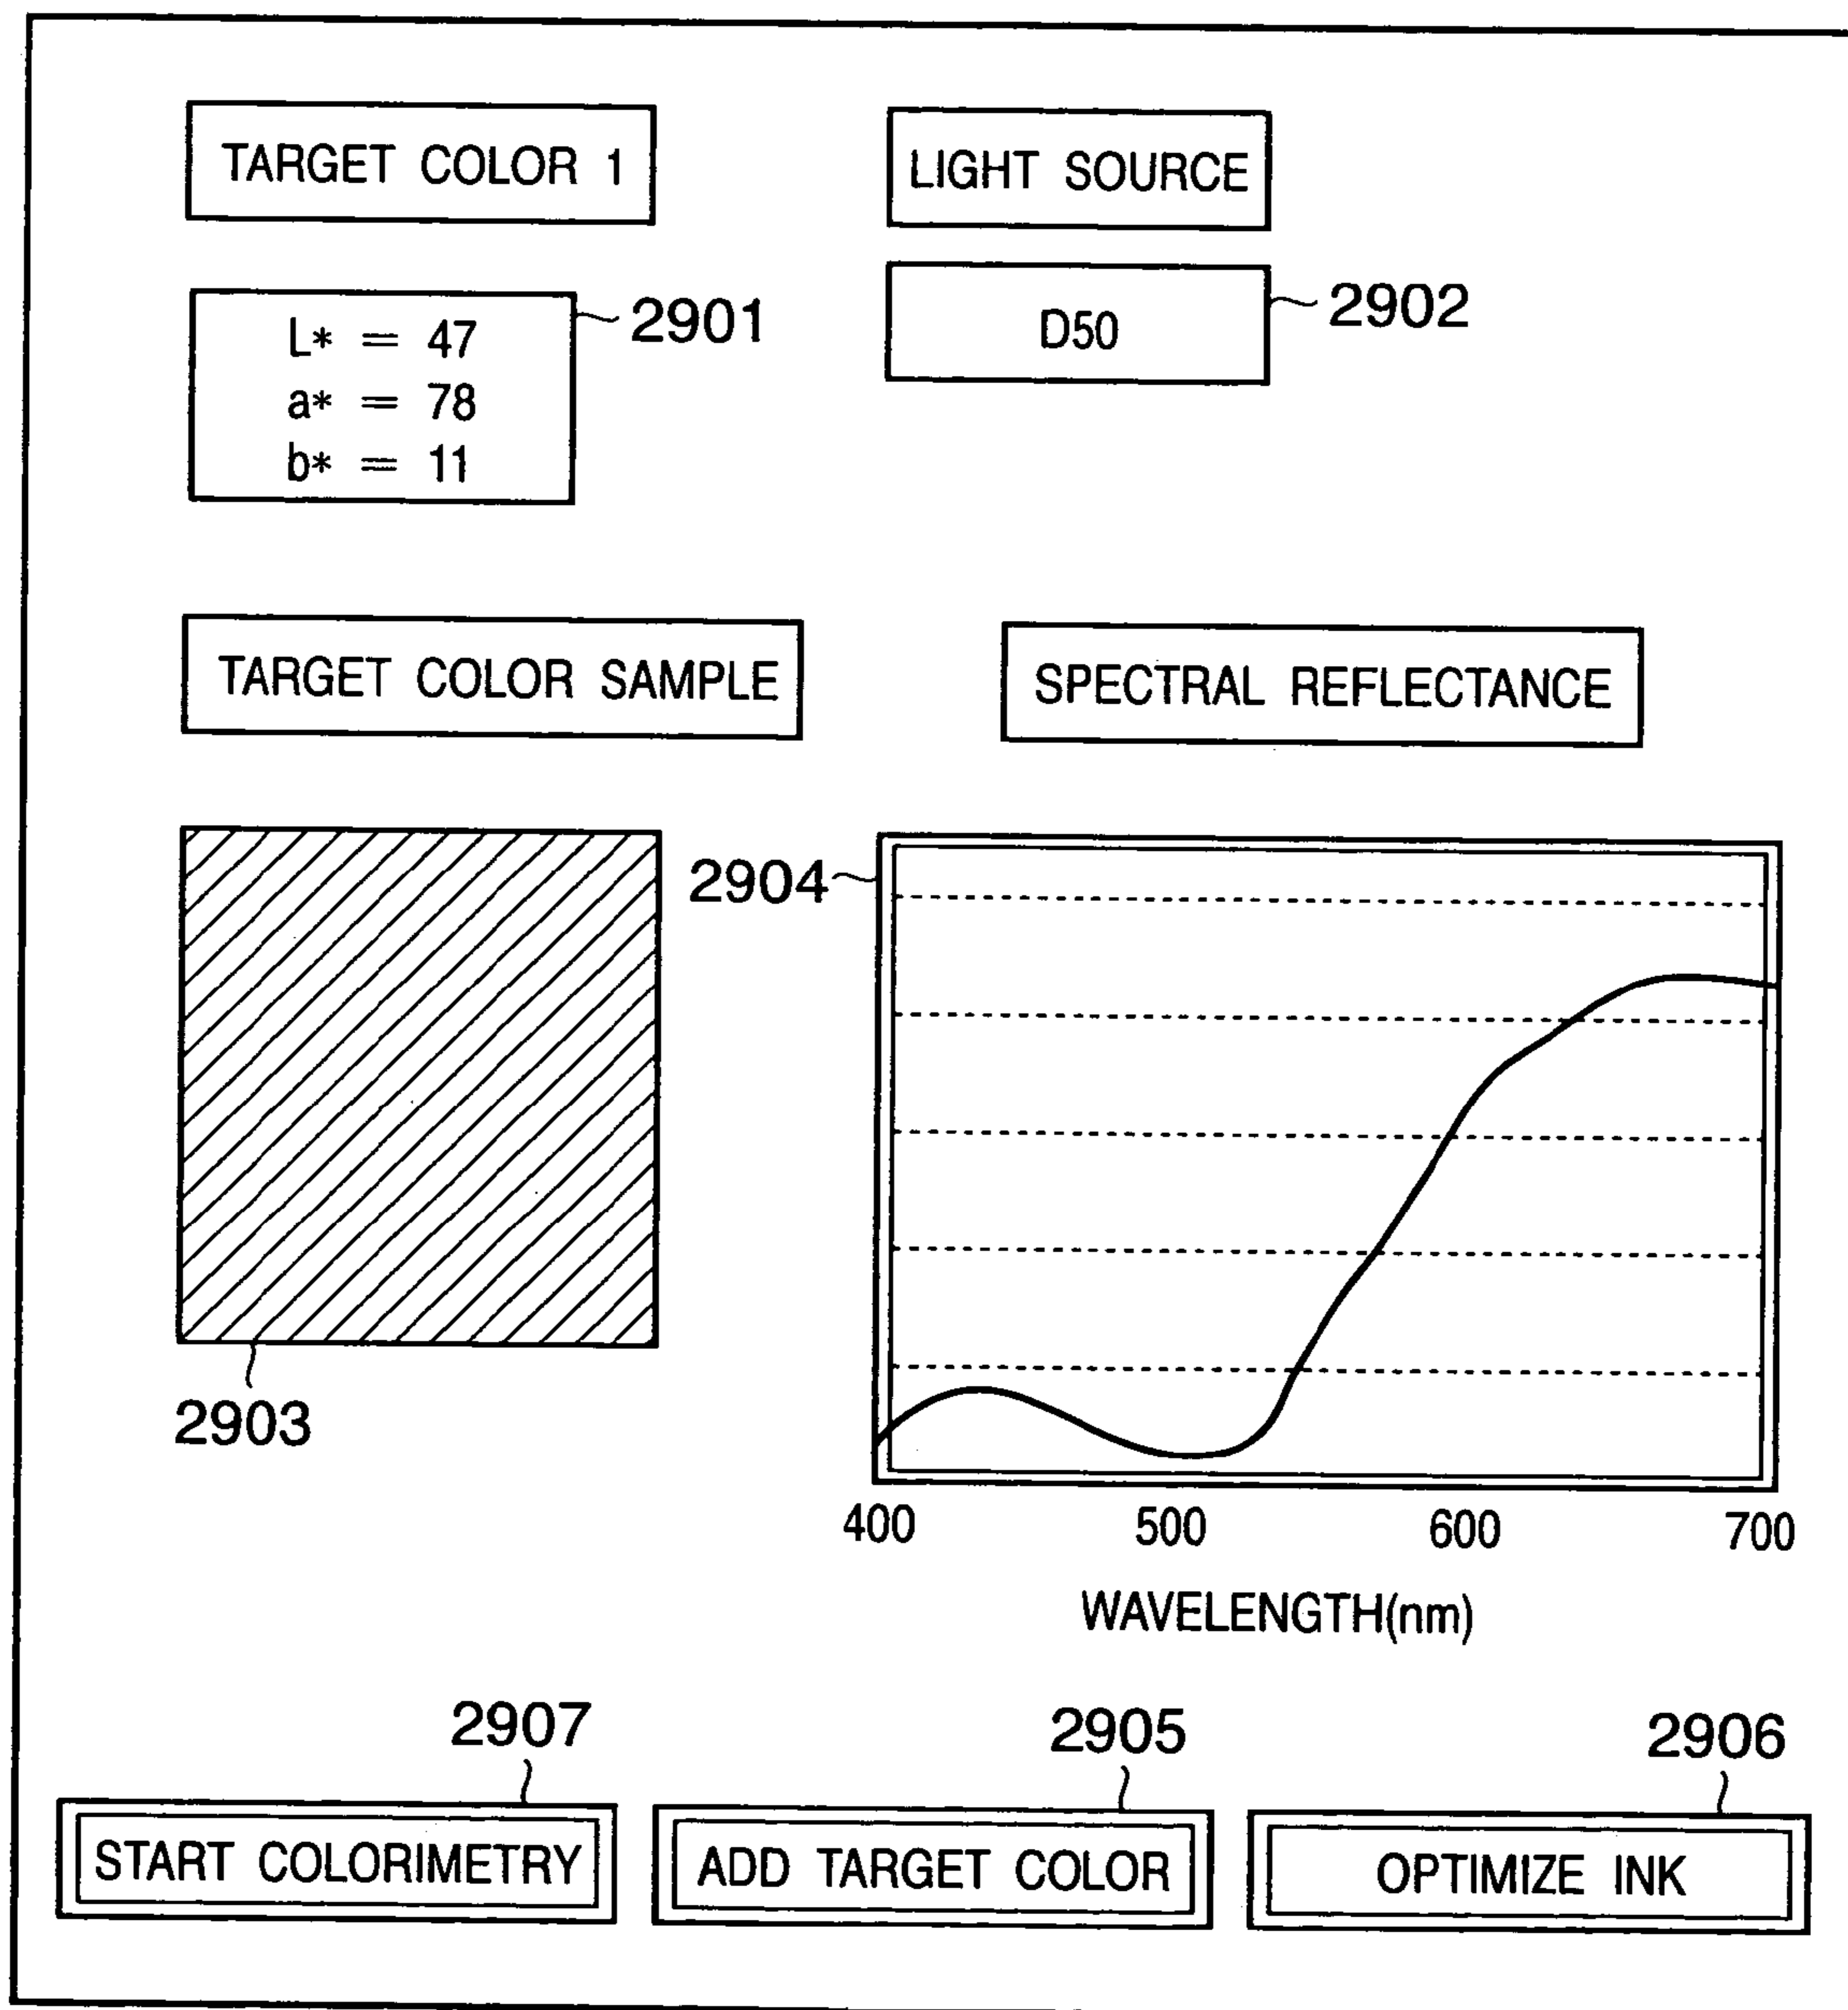 TARGET COLOR 1
LIGHT SOURCE
L* = 47
a* = 78
b* = 11
2901
D50
2902
TARGET COLOR SAMPLE
SPECTRAL REFLECTANCE
2904
2903
400 500 600 700
WAVELENGTH(nm)
2907
2905
2906
START COLORIMETRY
ADD TARGET COLOR
OPTIMIZE INK